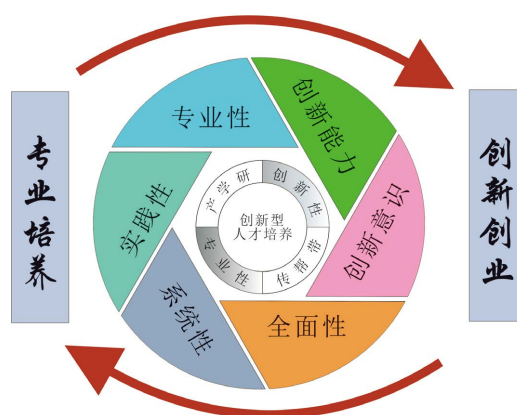 专业培养
专业性
创新能力
创新意识
全面性
系统性
实践性
产学研
创新性
传帮带
专业性
创新型
人才培养
创新创业